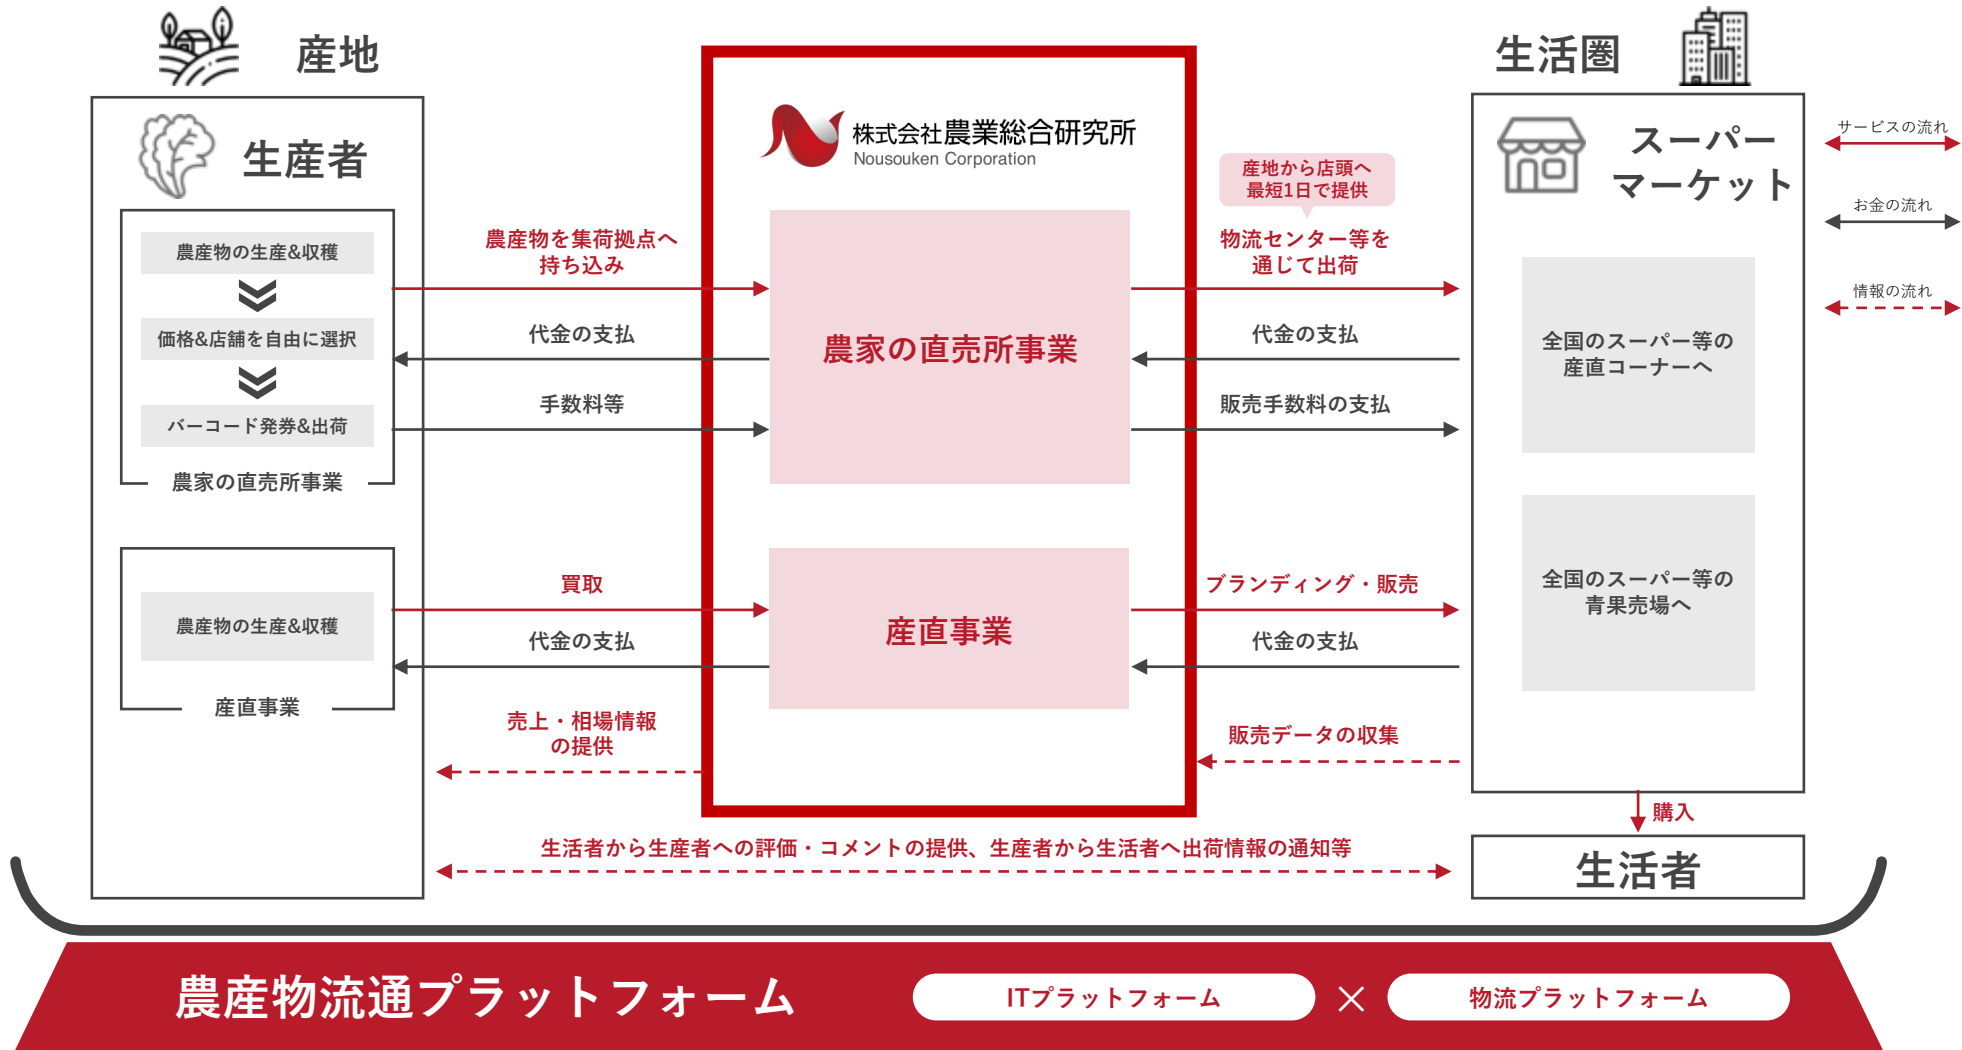 産地
生産者
農産物の生産&収穫
価格&店舗を自由に選択
バーコード発券&出荷
農家の直売所事業
農産物の生産&収穫
産直事業
農産物を集荷拠点へ
持ち込み
代金の支払
手数料等
買取
代金の支払
売上・相場情報
の提供
株式会社農業総合研究所
Nousouken Corporation
農家の直売所事業
産直事業
産地から店頭へ
最短1日で提供
物流センター等を
通じて出荷
代金の支払
販売手数料の支払
ブランディング・販売
代金の支払
販売データの収集
生活者から生産者への評価・コメントの提供、生産者から生活者へ出荷情報の通知等
生活圏
スーパー
マーケット
全国のスーパー等の
産直コーナーへ
全国のスーパー等の
青果売場へ
購入
生活者
サービスの流れ
お金の流れ
情報の流れ
農産物流通プラットフォーム
ITプラットフォーム
×
物流プラットフォーム